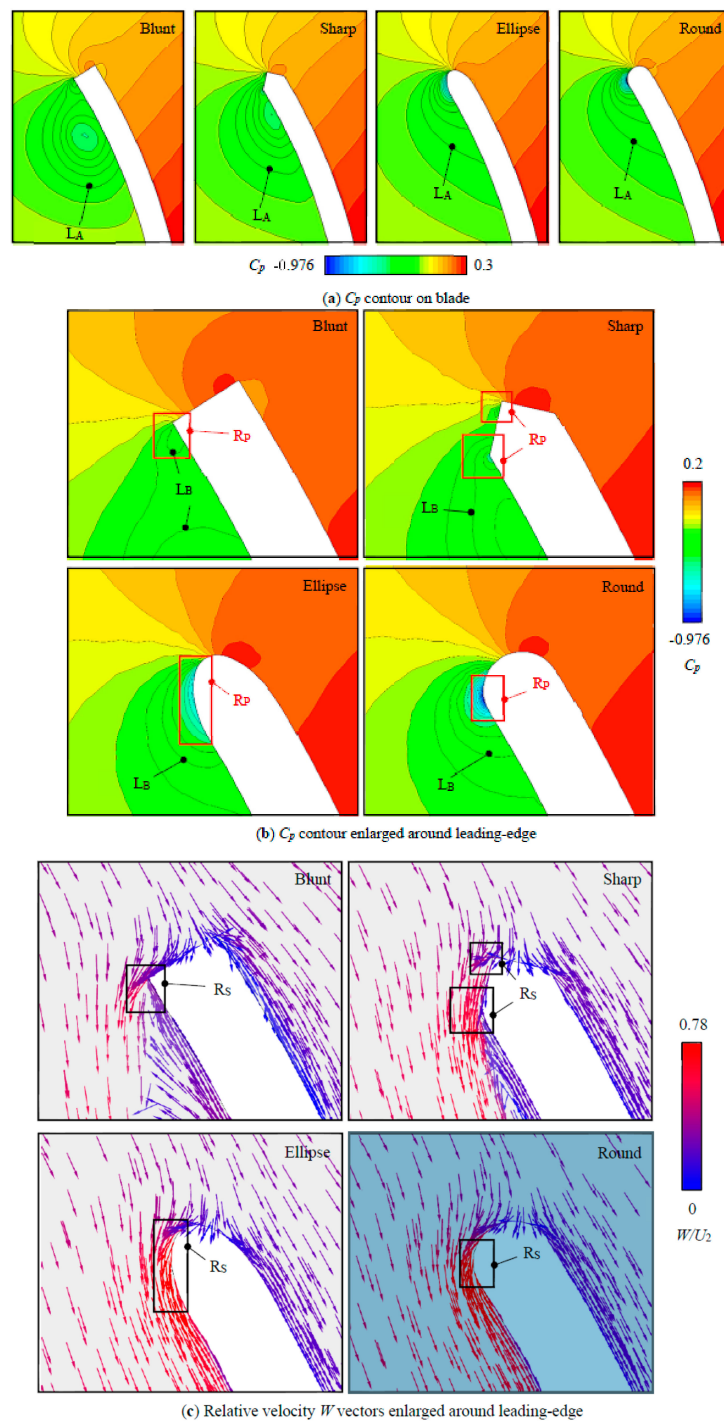 Blunt Sharp Ellipse Round
LA LA LA LA
Cp -0.976 0.3
(a) Cp contour on blade
Blunt Sharp
RP RP
LB LB
0.2
Ellipse Round
RP RP
-0.976
LB LB
Cp
(b) Cp contour enlarged around leading-edge
Blunt Sharp
RS RS
0.78
Ellipse Round
0
RS RS
W/U2
(c) Relative velocity W vectors enlarged around leading-edge